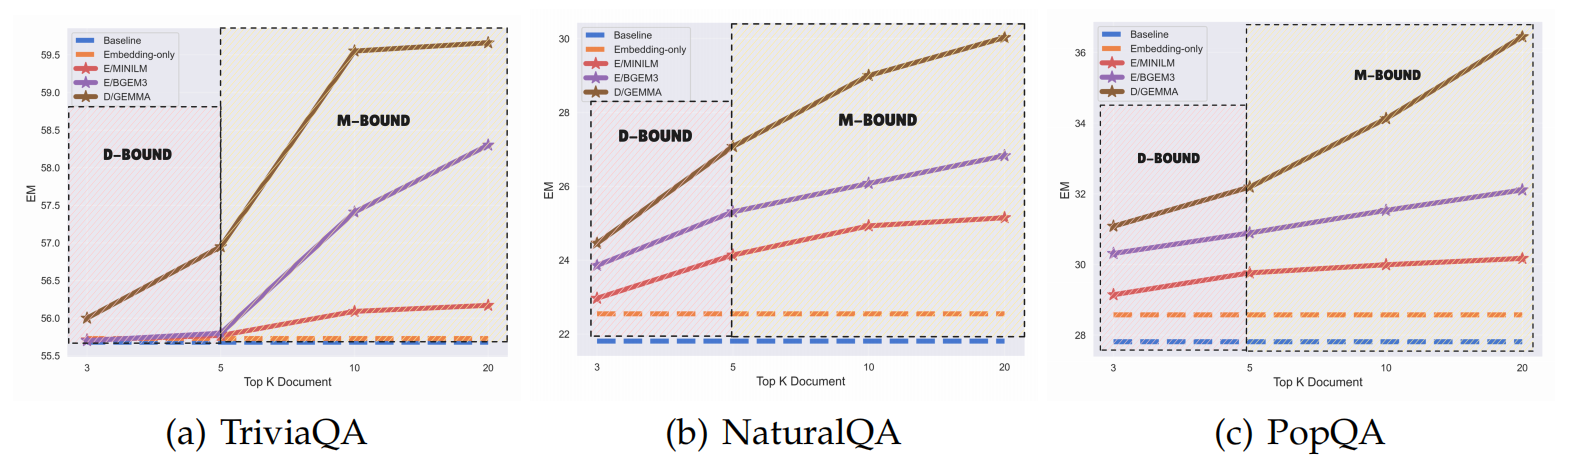 Baseline
Embedding-only
E/MINILM
E/BGEM3
D/GEMMA
D-BOUND
M-BOUND
59.5
59.0
58.5
58.0
57.5
57.0
56.5
56.0
55.5
EM
3 5 10 20
Top K Document
(a) TriviaQA
Baseline
Embedding-only
E/MINILM
E/BGEM3
D/GEMMA
D-BOUND
M-BOUND
30
28
26
24
22
EM
3 5 10 20
Top K Document
(b) NaturalQA
Baseline
Embedding-only
E/MINILM
E/BGEM3
D/GEMMA
D-BOUND
M-BOUND
36
34
32
30
28
EM
3 5 10 20
Top K Document
(c) PopQA